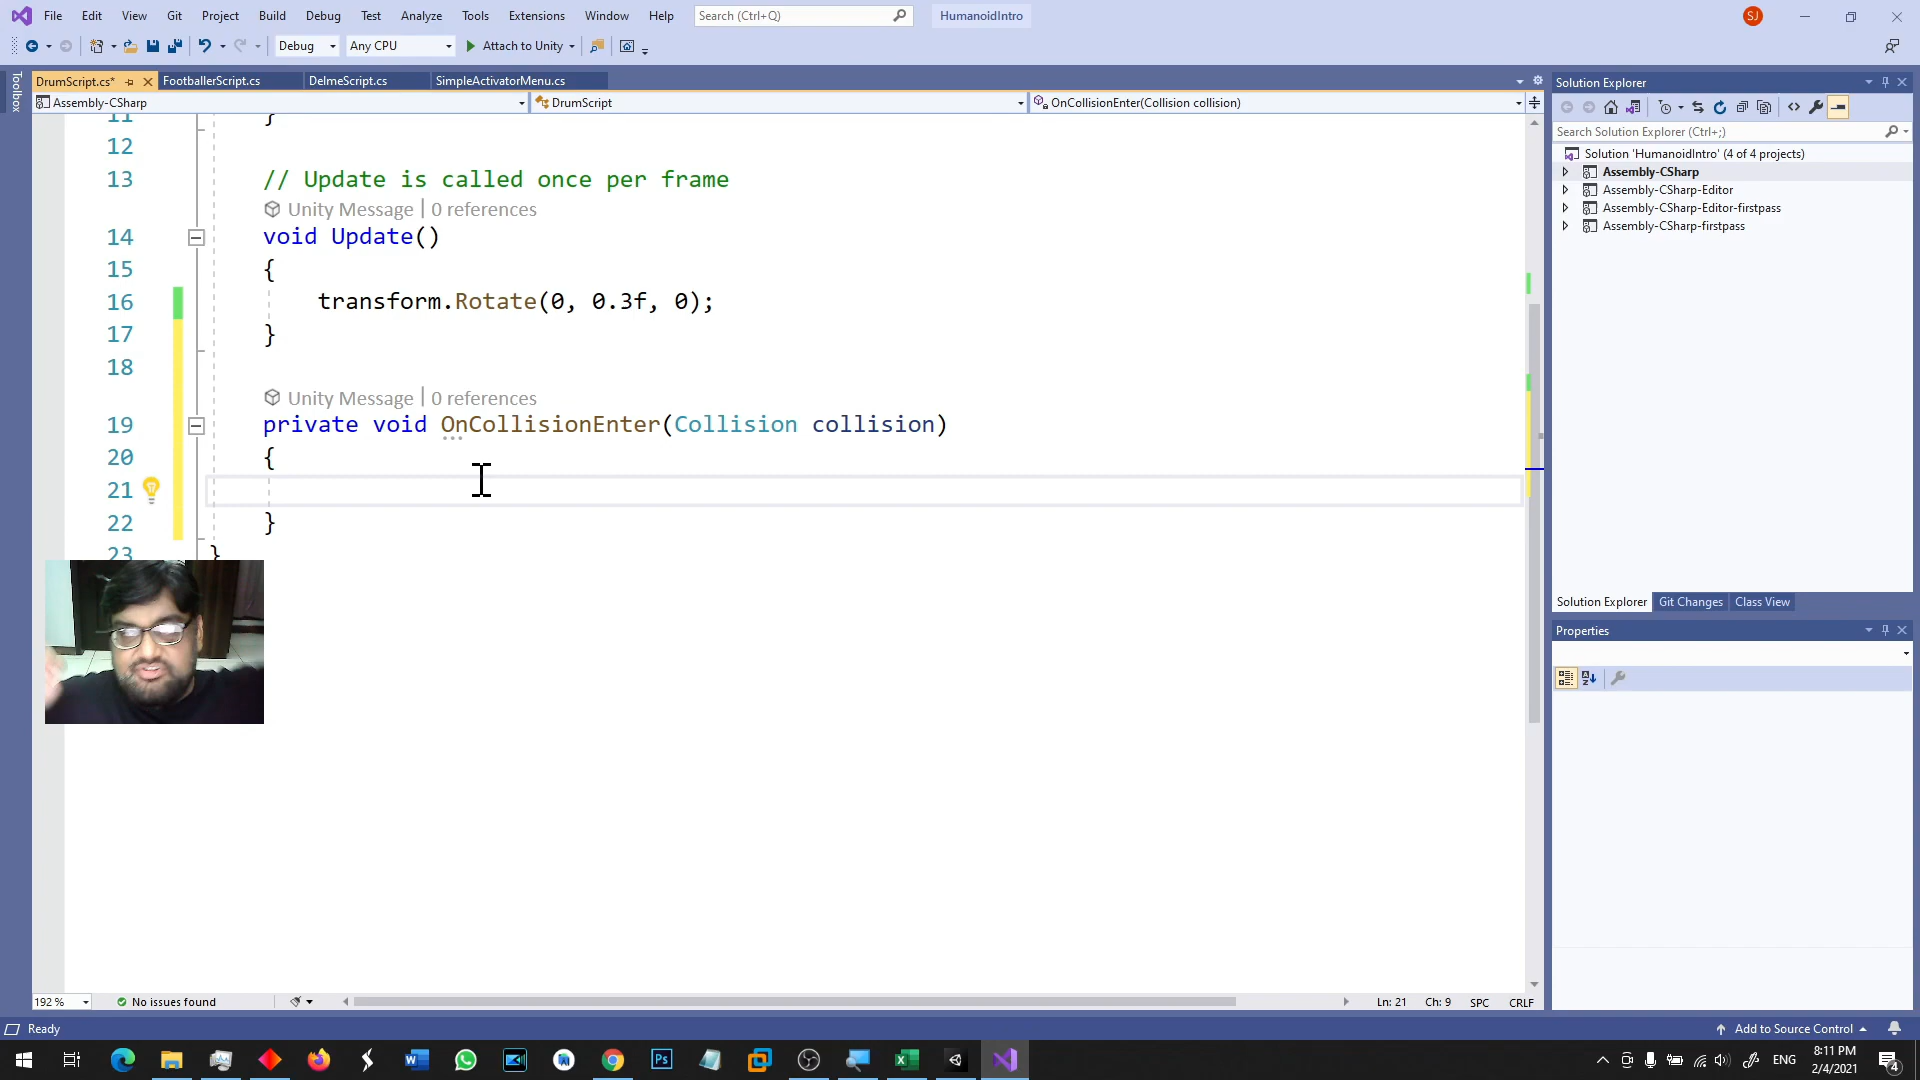 File Edit View Git Project Build Debug Test Analyze Tools Extensions Window Help Search (Ctrl+Q) HumanoidIntro SJ
Debug Any CPU Attach to Unity
Toolbox
DrumScript.cs* FootballerScript.cs DelmeScript.cs SimpleActivatorMenu.cs
Assembly-CSharp DrumScript OnCollisionEnter(Collision collision)
11 }
12
13 // Update is called once per frame
Unity Message | 0 references
14 void Update()
15 {
16 transform.Rotate(0, 0.3f, 0);
17 }
18
Unity Message | 0 references
19 private void OnCollisionEnter(Collision collision)
20 {
21
22 }
23 }
192 % No issues found Ln: 21 Ch: 9 SPC CRLF
Solution Explorer
Search Solution Explorer (Ctrl+;)
Solution 'HumanoidIntro' (4 of 4 projects)
Assembly-CSharp
Assembly-CSharp-Editor
Assembly-CSharp-Editor-firstpass
Assembly-CSharp-firstpass
Solution Explorer Git Changes Class View
Properties
Ready Add to Source Control
ENG 8:11 PM
2/4/2021
4